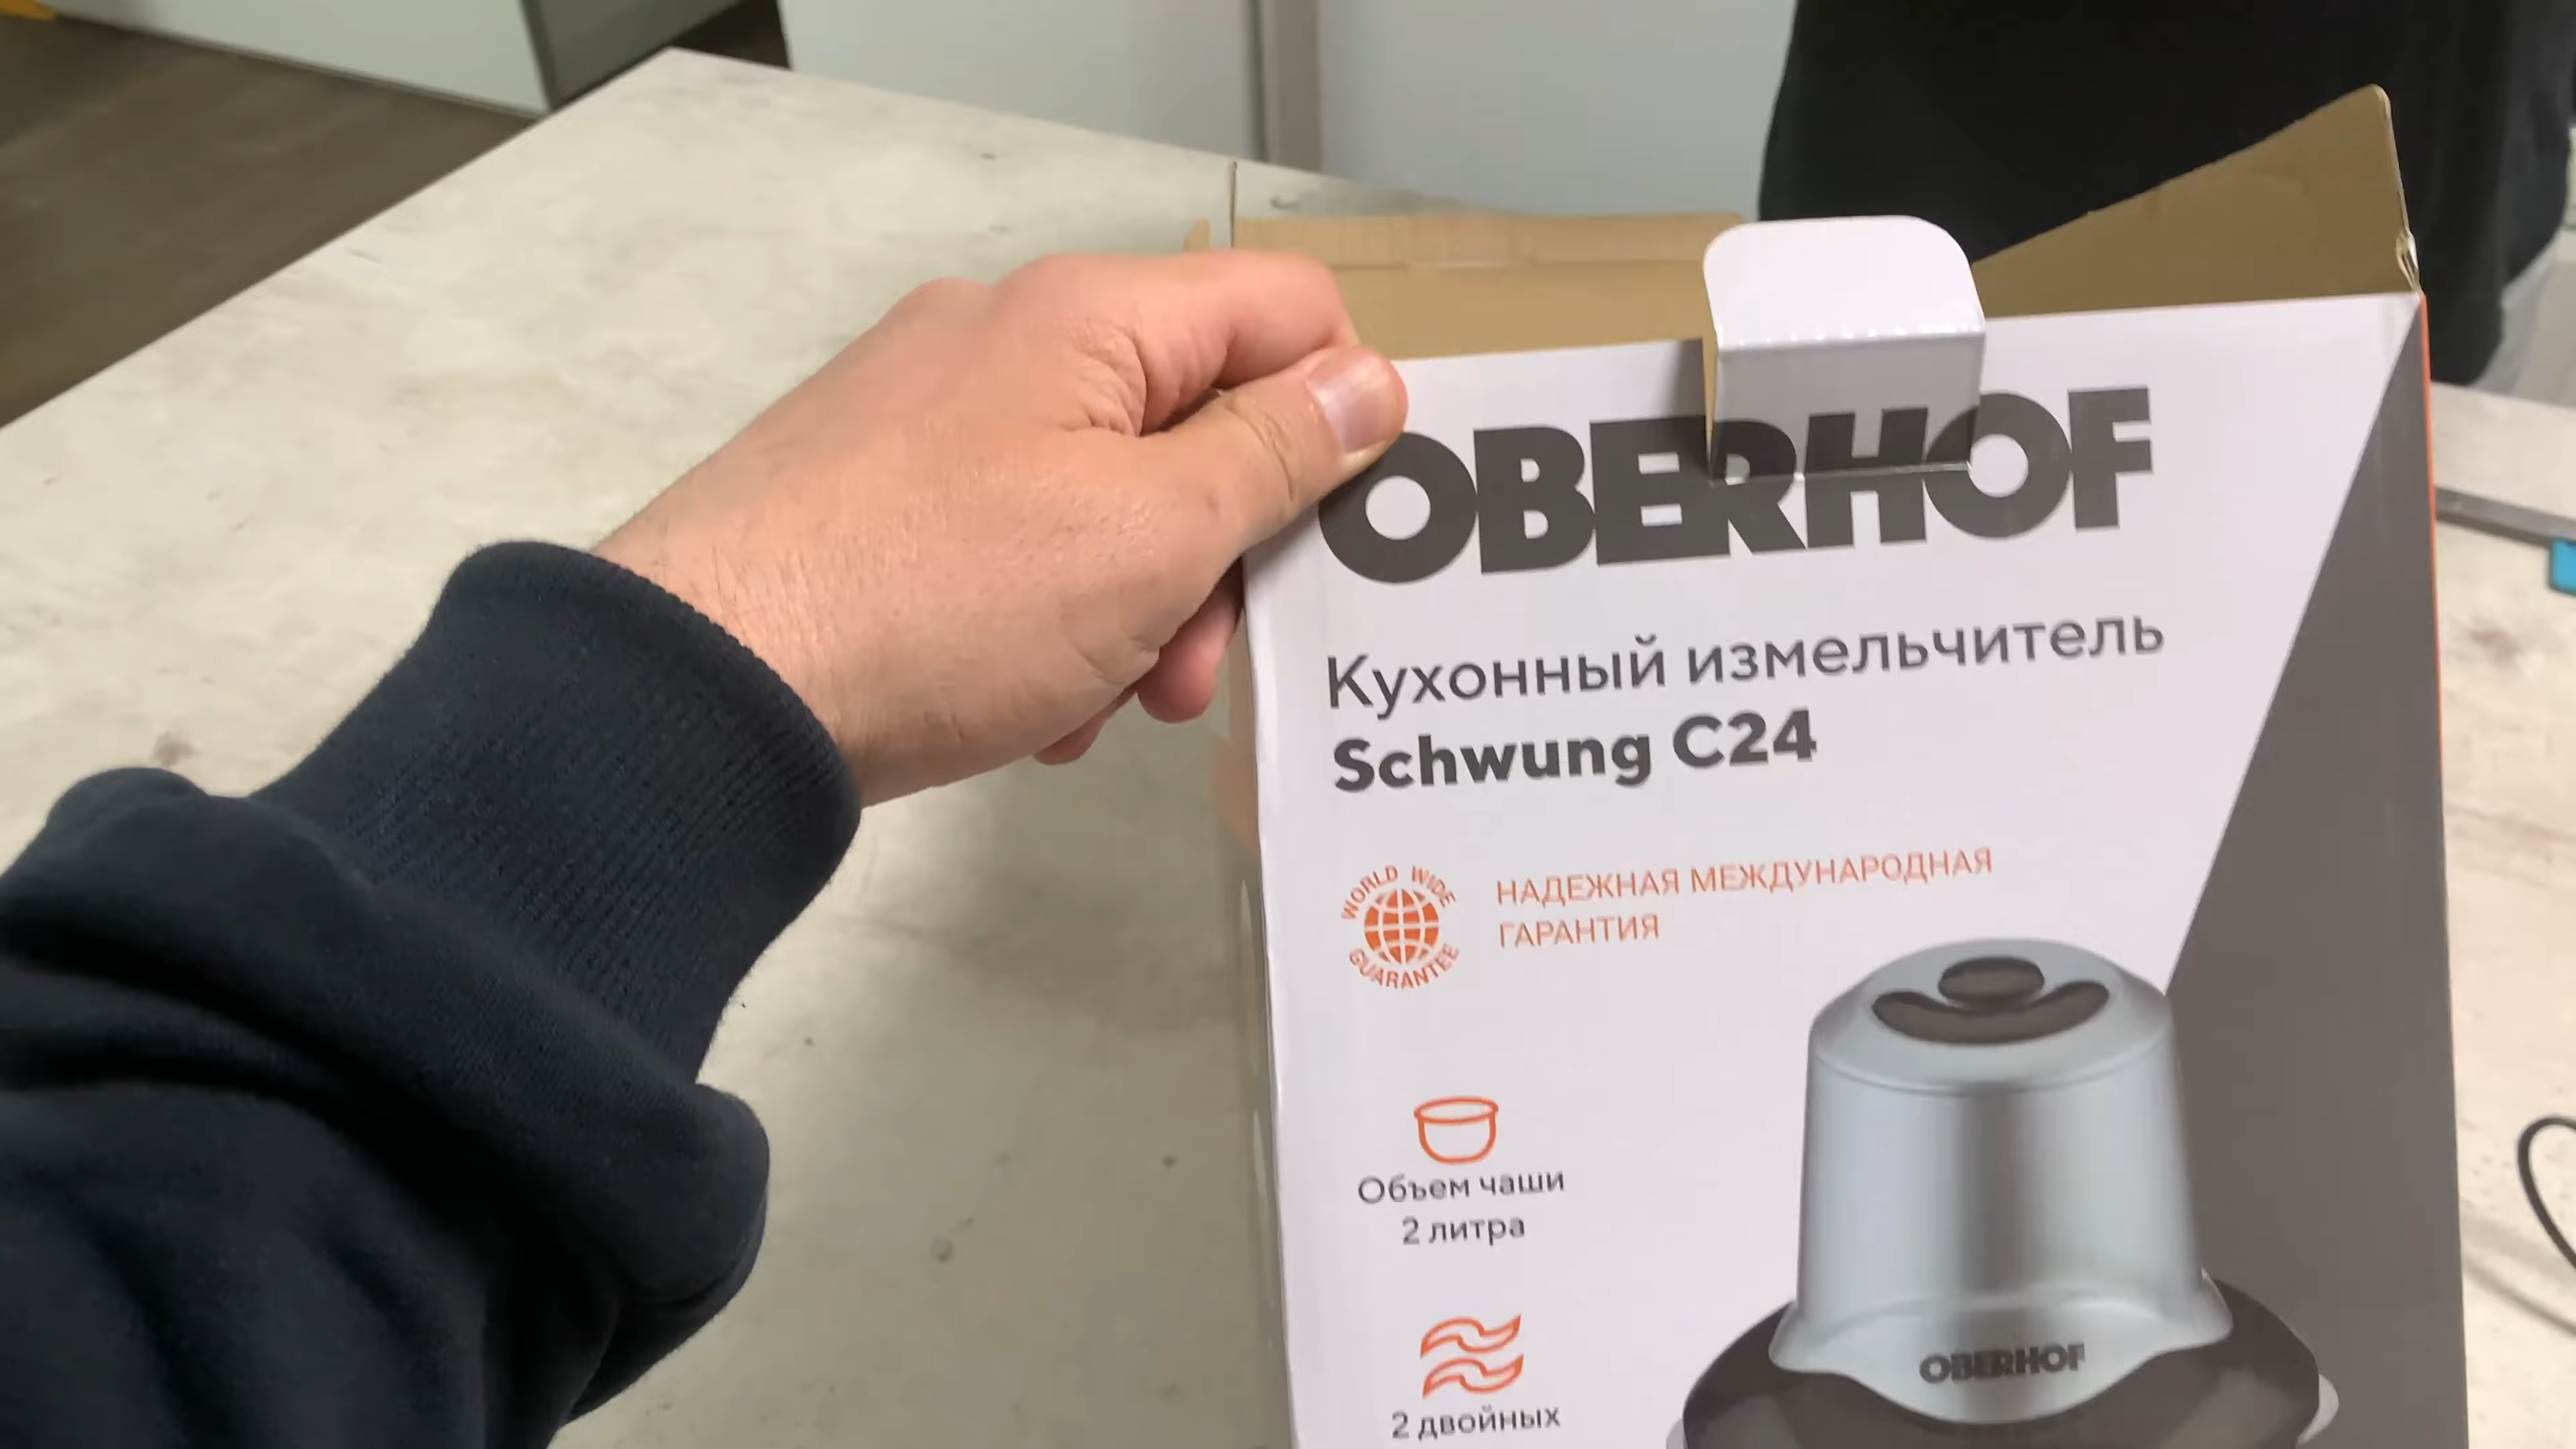 OBERHOF
Кухонный измельчитель
Schwung C24
WORLD WIDE
GUARANTEE
НАДЕЖНАЯ МЕЖДУНАРОДНАЯ
ГАРАНТИЯ
Объем чаши
2 литра
2 двойных
OBERHOF